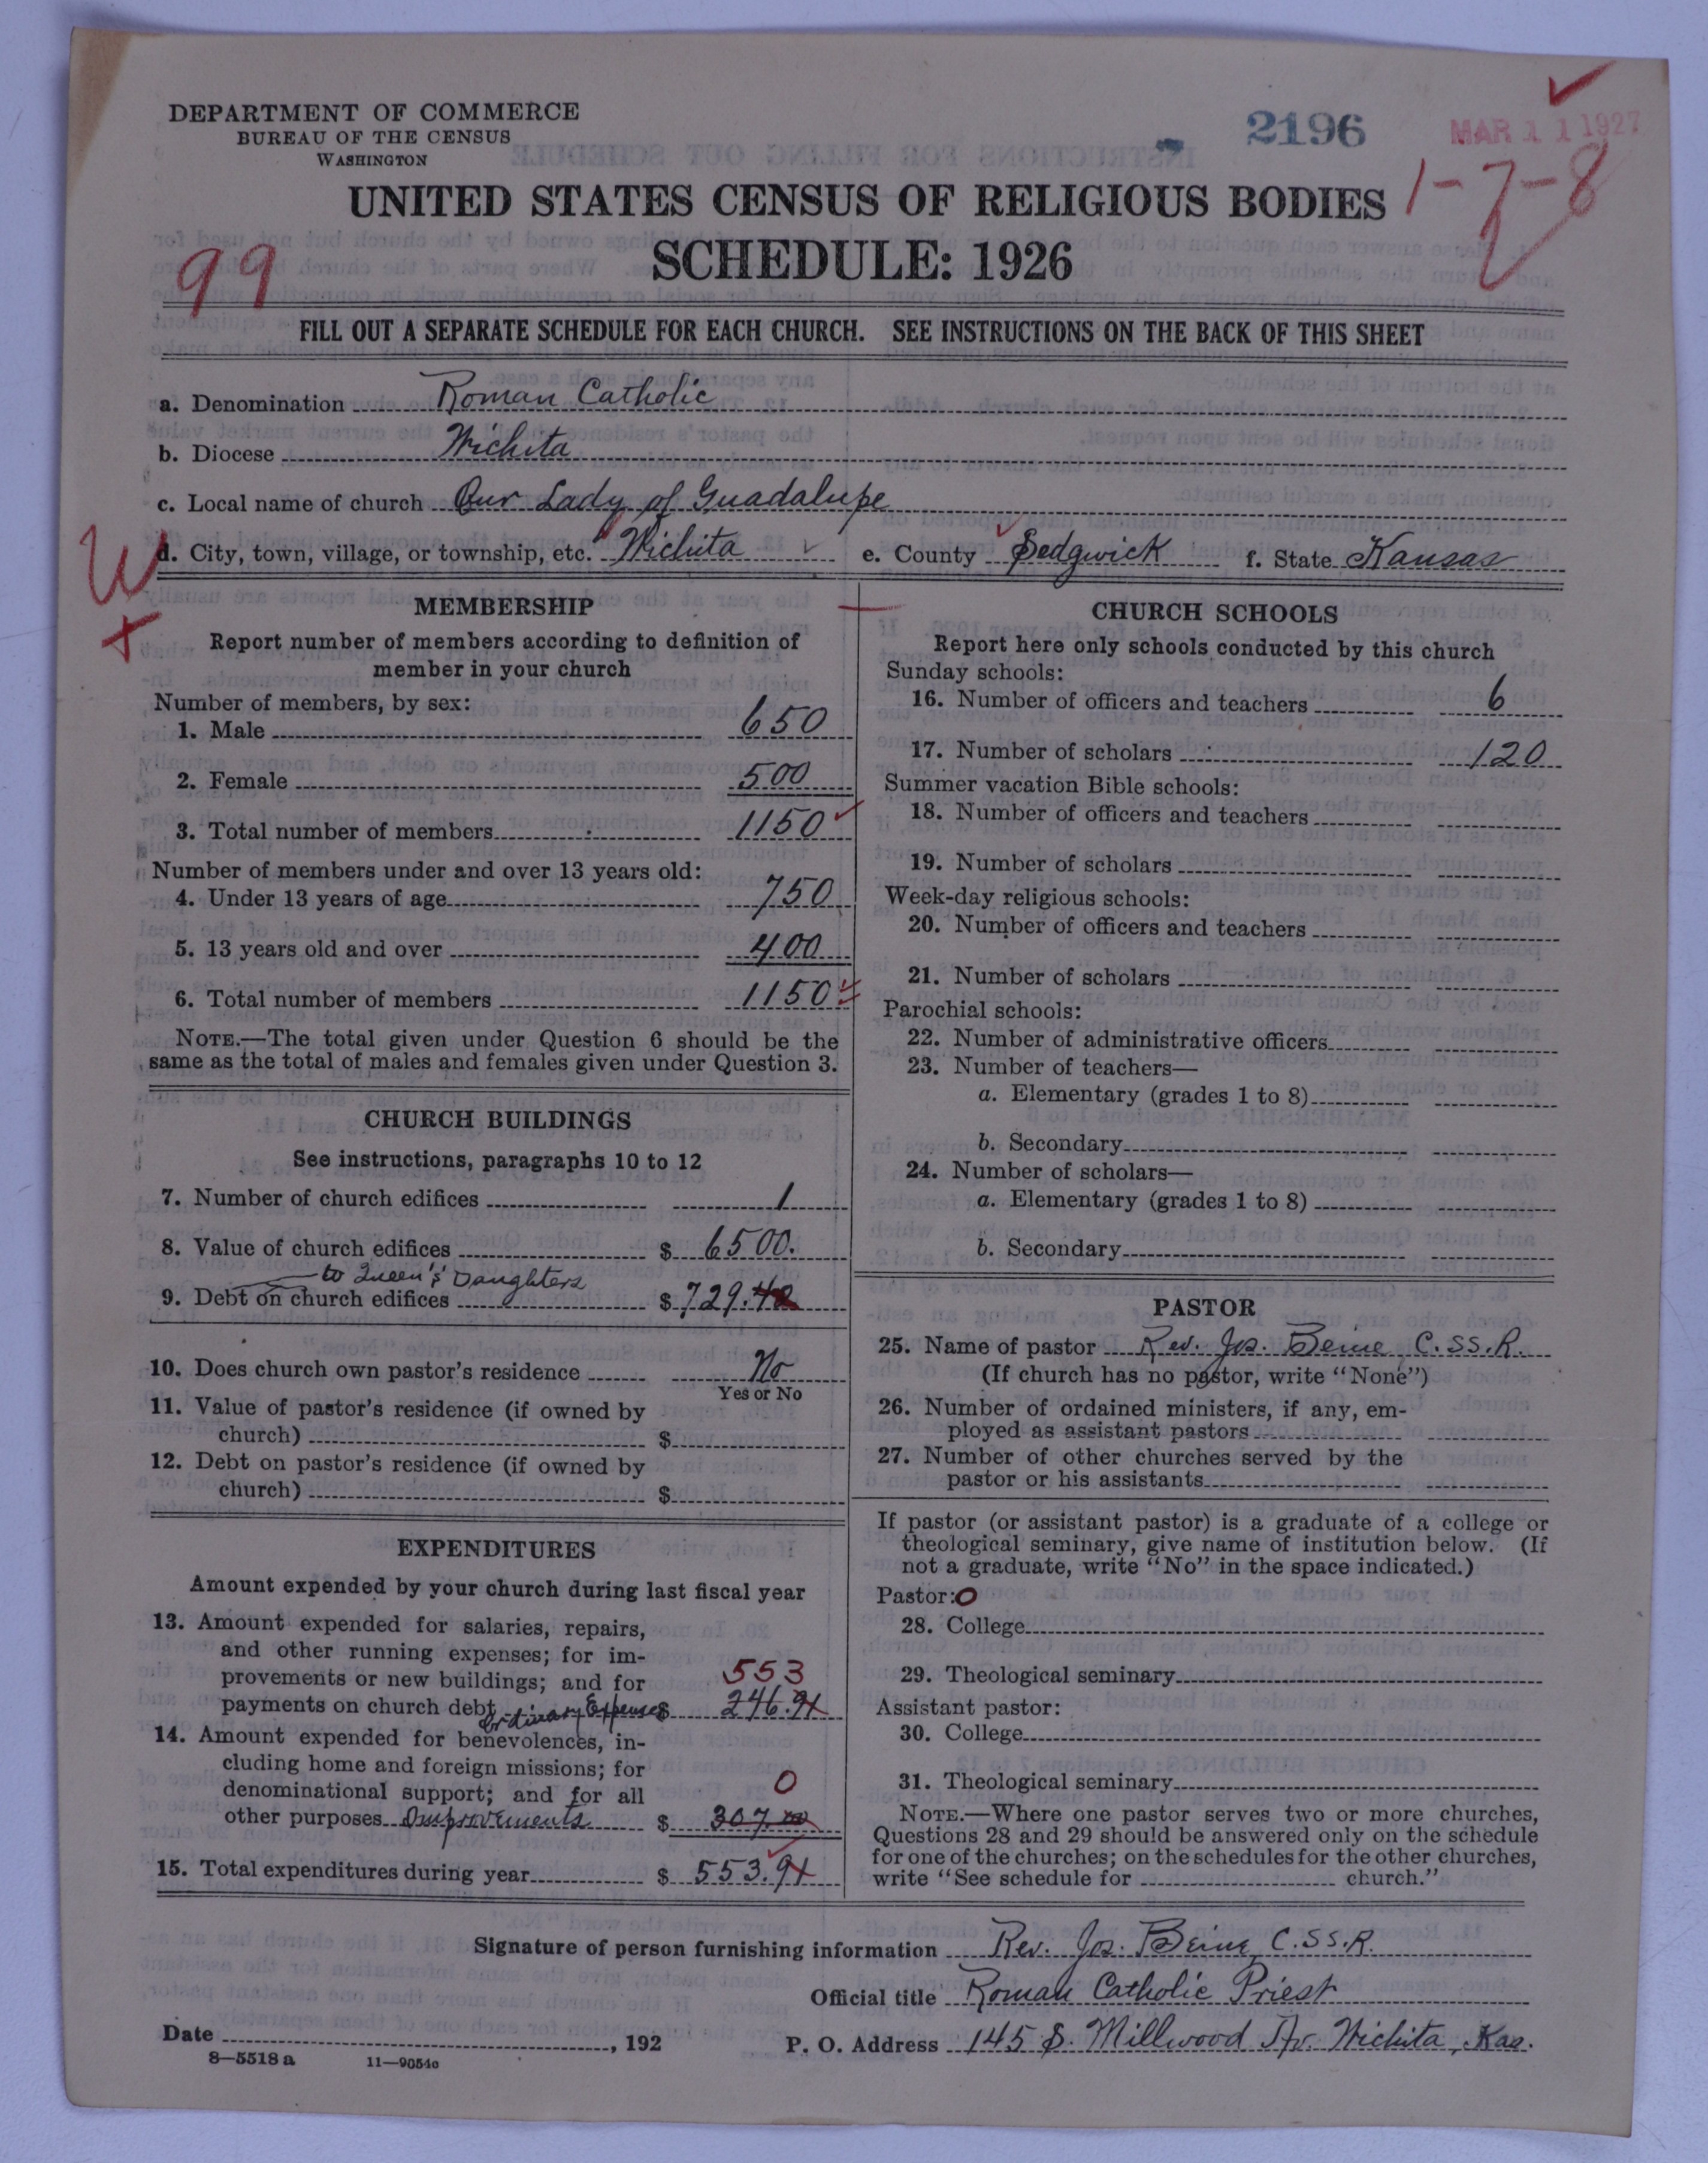 DEPARTMENT OF COMMERCE
BUREAU OF THE CENSUS
WASHINGTON
2196
MAR 11 1927
UNITED STATES CENSUS OF RELIGIOUS BODIES
1-7-8
SCHEDULE: 1926
99
FILL OUT A SEPARATE SCHEDULE FOR EACH CHURCH. SEE INSTRUCTIONS ON THE BACK OF THIS SHEET
a. Denomination Roman Catholic
b. Diocese Wichita
c. Local name of church Our Lady of Guadalupe
W
d. City, town, village, or township, etc. Wichita e. County Sedgwick f. State Kansas
MEMBERSHIP
Report number of members according to definition of
member in your church
Number of members, by sex:
1. Male 650
2. Female 500
3. Total number of members 1150
Number of members under and over 13 years old:
4. Under 13 years of age 750
5. 13 years old and over 400
6. Total number of members 1150
NOTE.—The total given under Question 6 should be the
same as the total of males and females given under Question 3.
CHURCH BUILDINGS
See instructions, paragraphs 10 to 12
7. Number of church edifices 1
8. Value of church edifices $ 6500.
to Queen's Daughters
9. Debt on church edifices $ 729.42
10. Does church own pastor's residence No
Yes or No
11. Value of pastor's residence (if owned by
church) $
12. Debt on pastor's residence (if owned by
church) $
EXPENDITURES
Amount expended by your church during last fiscal year
13. Amount expended for salaries, repairs,
and other running expenses; for im-
provements or new buildings; and for 553
payments on church debt Ordinary Expenses $ 246.91
14. Amount expended for benevolences, in-
cluding home and foreign missions; for
denominational support; and for all 0
other purposes Improvements $ 307.00
15. Total expenditures during year $ 553.91
CHURCH SCHOOLS
Report here only schools conducted by this church
Sunday schools:
16. Number of officers and teachers 6
17. Number of scholars 120
Summer vacation Bible schools:
18. Number of officers and teachers
19. Number of scholars
Week-day religious schools:
20. Number of officers and teachers
21. Number of scholars
Parochial schools:
22. Number of administrative officers
23. Number of teachers—
a. Elementary (grades 1 to 8)
b. Secondary
24. Number of scholars—
a. Elementary (grades 1 to 8)
b. Secondary
PASTOR
25. Name of pastor Rev. Jos. Beine C.SS.R.
(If church has no pastor, write "None")
26. Number of ordained ministers, if any, em-
ployed as assistant pastors
27. Number of other churches served by the
pastor or his assistants
If pastor (or assistant pastor) is a graduate of a college or
theological seminary, give name of institution below. (If
not a graduate, write "No" in the space indicated.)
Pastor: 0
28. College
29. Theological seminary
Assistant pastor:
30. College
31. Theological seminary
NOTE.—Where one pastor serves two or more churches,
Questions 28 and 29 should be answered only on the schedule
for one of the churches; on the schedules for the other churches,
write "See schedule for church."
Signature of person furnishing information Rev. Jos. Beine C.SS.R.
Official title Roman Catholic Priest
Date , 192 P. O. Address 145 S. Millwood Av. Wichita, Kas.
8—5518 a 11—9054c